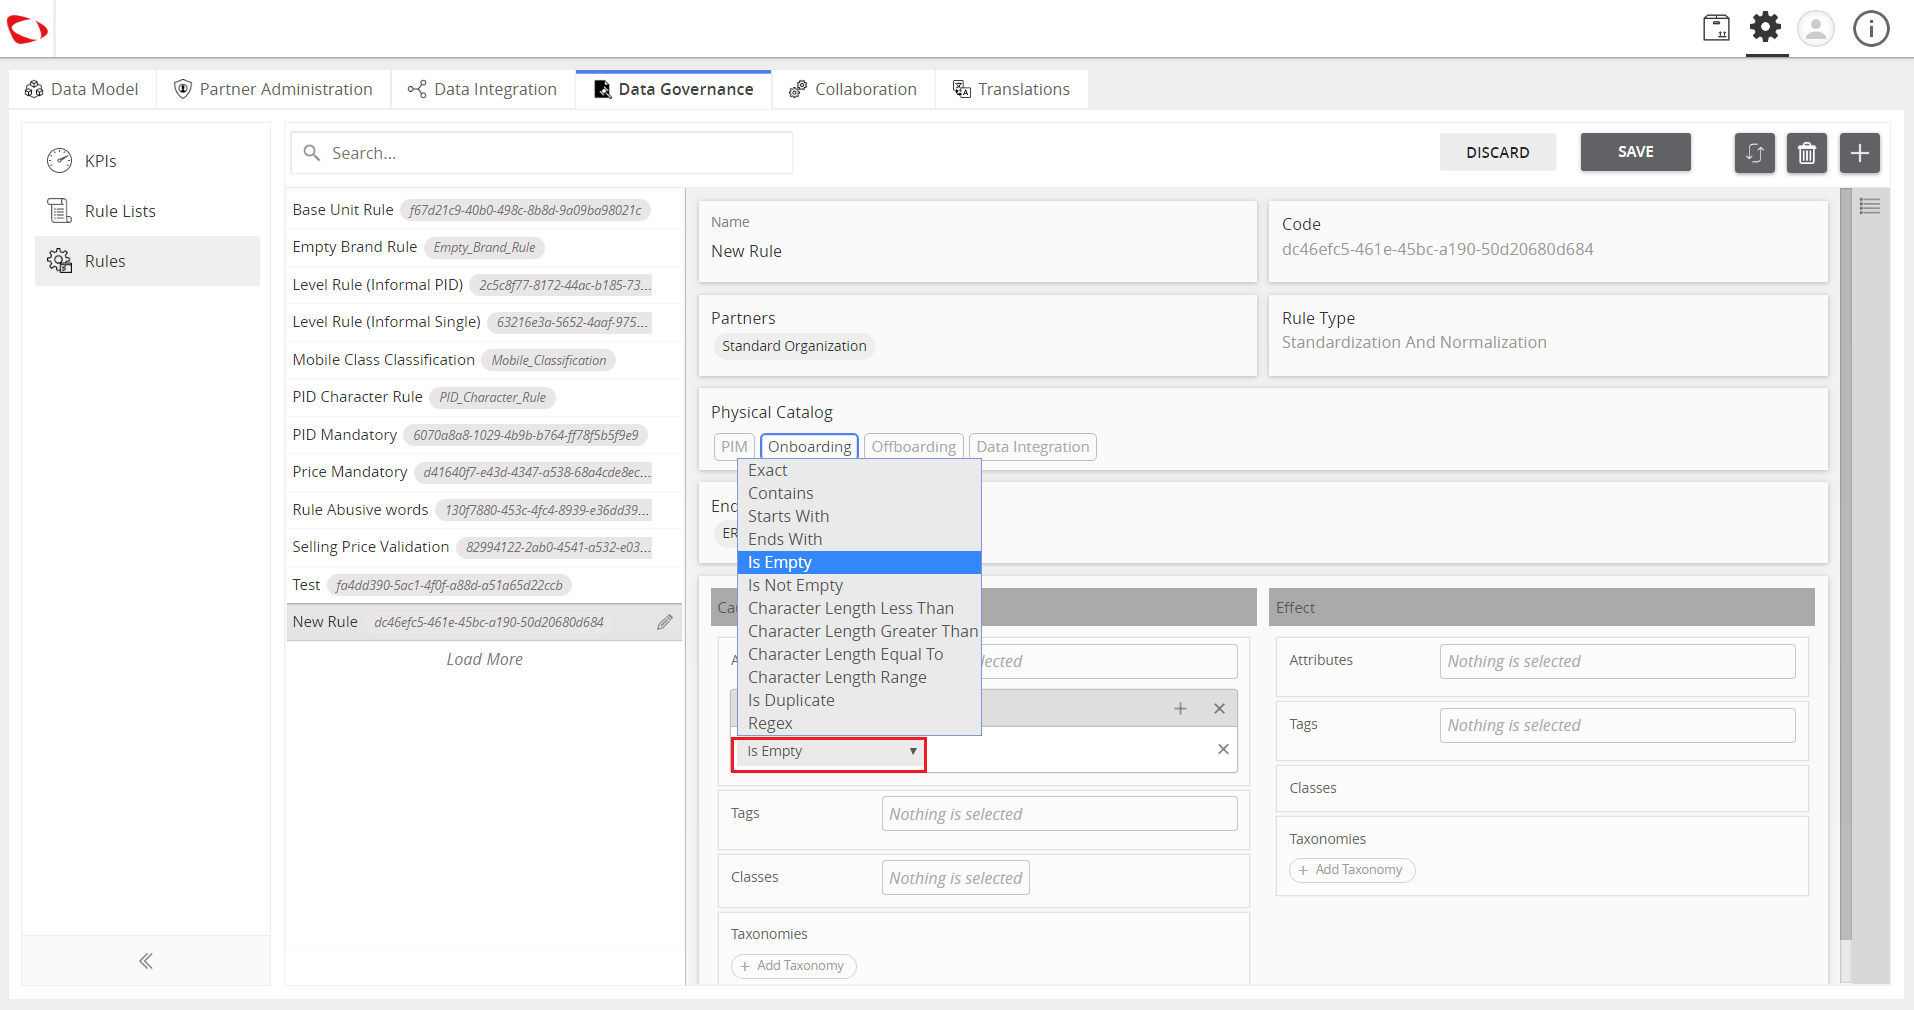 Data Model
Partner Administration
Data Integration
Data Governance
Collaboration
Translations
KPIs
Rule Lists
Rules
Search...
DISCARD
SAVE
Base Unit Rule f67d21c9-40b0-498c-8b8d-9a09ba98021c
Empty Brand Rule Empty_Brand_Rule
Level Rule (Informal PID) 2c5c8f77-8172-44ac-b185-73...
Level Rule (Informal Single) 63216e3a-5652-4aaf-975...
Mobile Class Classification Mobile_Classification
PID Character Rule PID_Character_Rule
PID Mandatory 6070a8a8-1029-4b9b-b764-ff78f5b5f9e9
Price Mandatory d41640f7-e43d-4347-a538-68a4cde8ec...
Rule Abusive words 130f7880-453c-4fc4-8939-e36dd39...
Selling Price Validation 82994122-2ab0-4541-a532-e03...
Test fa4dd390-5ac1-4f0f-a88d-a51a65d22ccb
New Rule dc46efc5-461e-45bc-a190-50d20680d684
Load More
Name
New Rule
Code
dc46efc5-461e-45bc-a190-50d20680d684
Partners
Standard Organization
Rule Type
Standardization And Normalization
Physical Catalog
PIM Onboarding Offboarding Data Integration
Exact
Contains
Starts With
Ends With
Is Empty
Is Not Empty
Character Length Less Than
Character Length Greater Than
Character Length Equal To
Character Length Range
Is Duplicate
Regex
Is Empty
Tags Nothing is selected
Classes Nothing is selected
Taxonomies
+ Add Taxonomy
Effect
Attributes Nothing is selected
Tags Nothing is selected
Classes
Taxonomies
+ Add Taxonomy